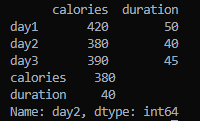 calories duration
day1 420 50
day2 380 40
day3 390 45
calories 380
duration 40
Name: day2, dtype: int64